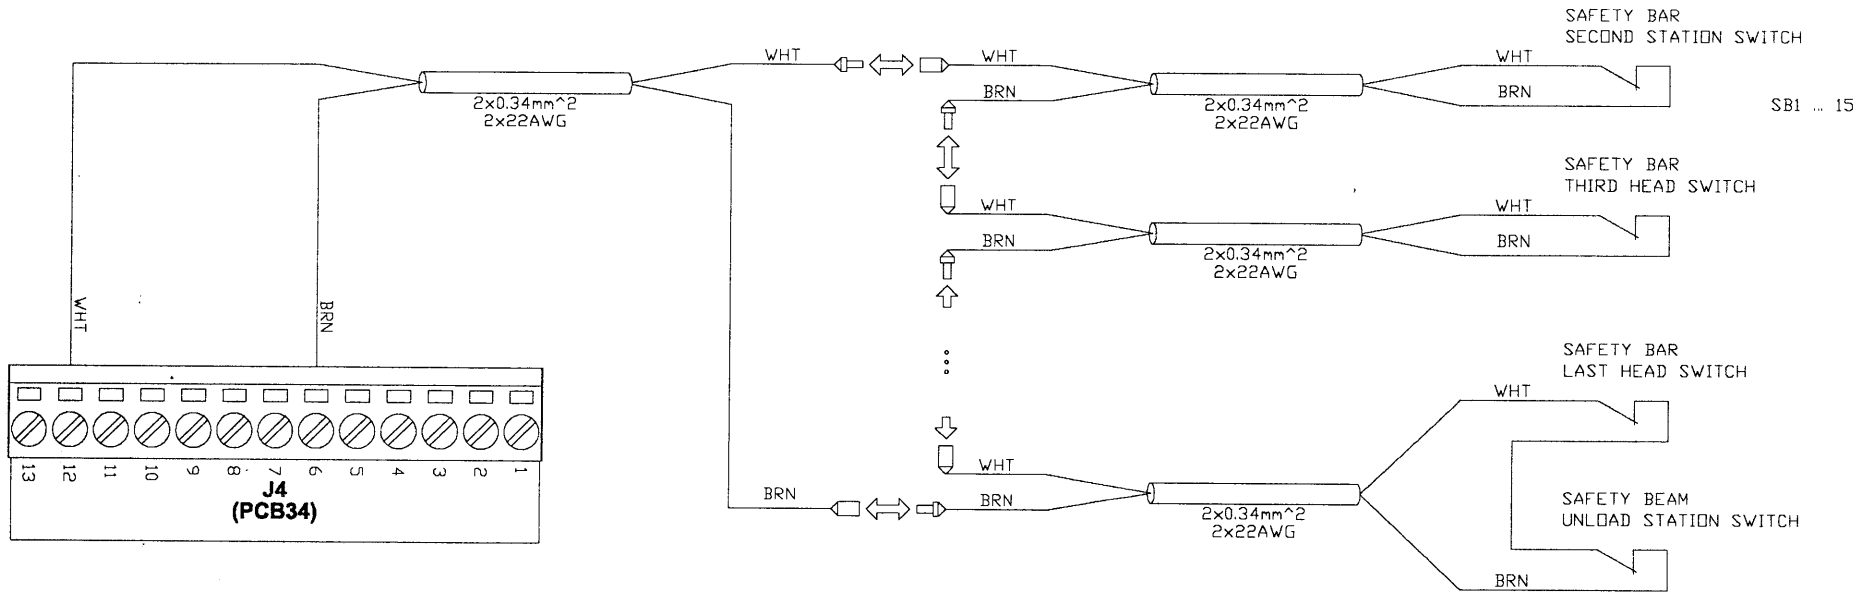 SAFETY BAR
SECOND STATION SWITCH
WHT
WHT
WHT
BRN
BRN
2x0.34mm^2
2x22AWG
2x0.34mm^2
2x22AWG
SB1 ... 15
SAFETY BAR
THIRD HEAD SWITCH
WHT
WHT
BRN
BRN
2x0.34mm^2
2x22AWG
WHT
BRN
SAFETY BAR
LAST HEAD SWITCH
WHT
13 12 11 10 9 8 7 6 5 4 3 2 1
J4
(PCB34)
WHT
BRN
BRN
2x0.34mm^2
2x22AWG
SAFETY BEAM
UNLOAD STATION SWITCH
BRN